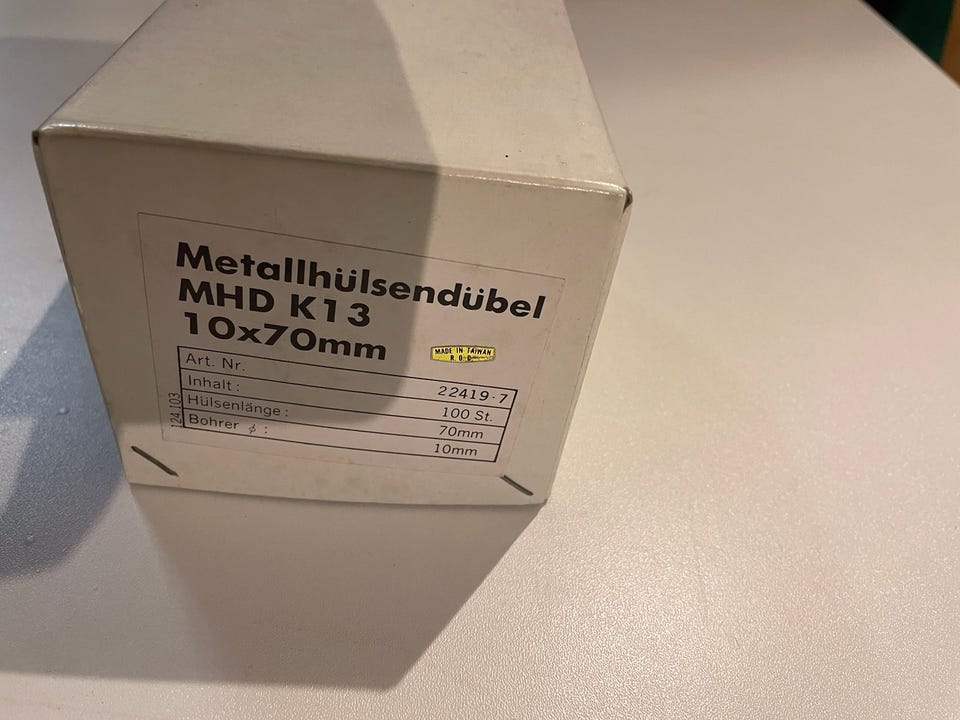 Metallhülsendübel
MHD K13
10x70mm
MADE IN TAIWAN
R.O.C.
Art. Nr. 22419·7
Inhalt: 100 St.
Hülsenlänge: 70mm
Bohrer ϕ: 10mm
124.103